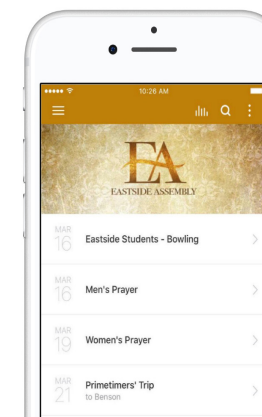 10:26 AM
EA
EASTSIDE ASSEMBLY
MAR
16
Eastside Students - Bowling
MAR
16
Men's Prayer
MAR
19
Women's Prayer
MAR
21
Primetimers' Trip
to Benson